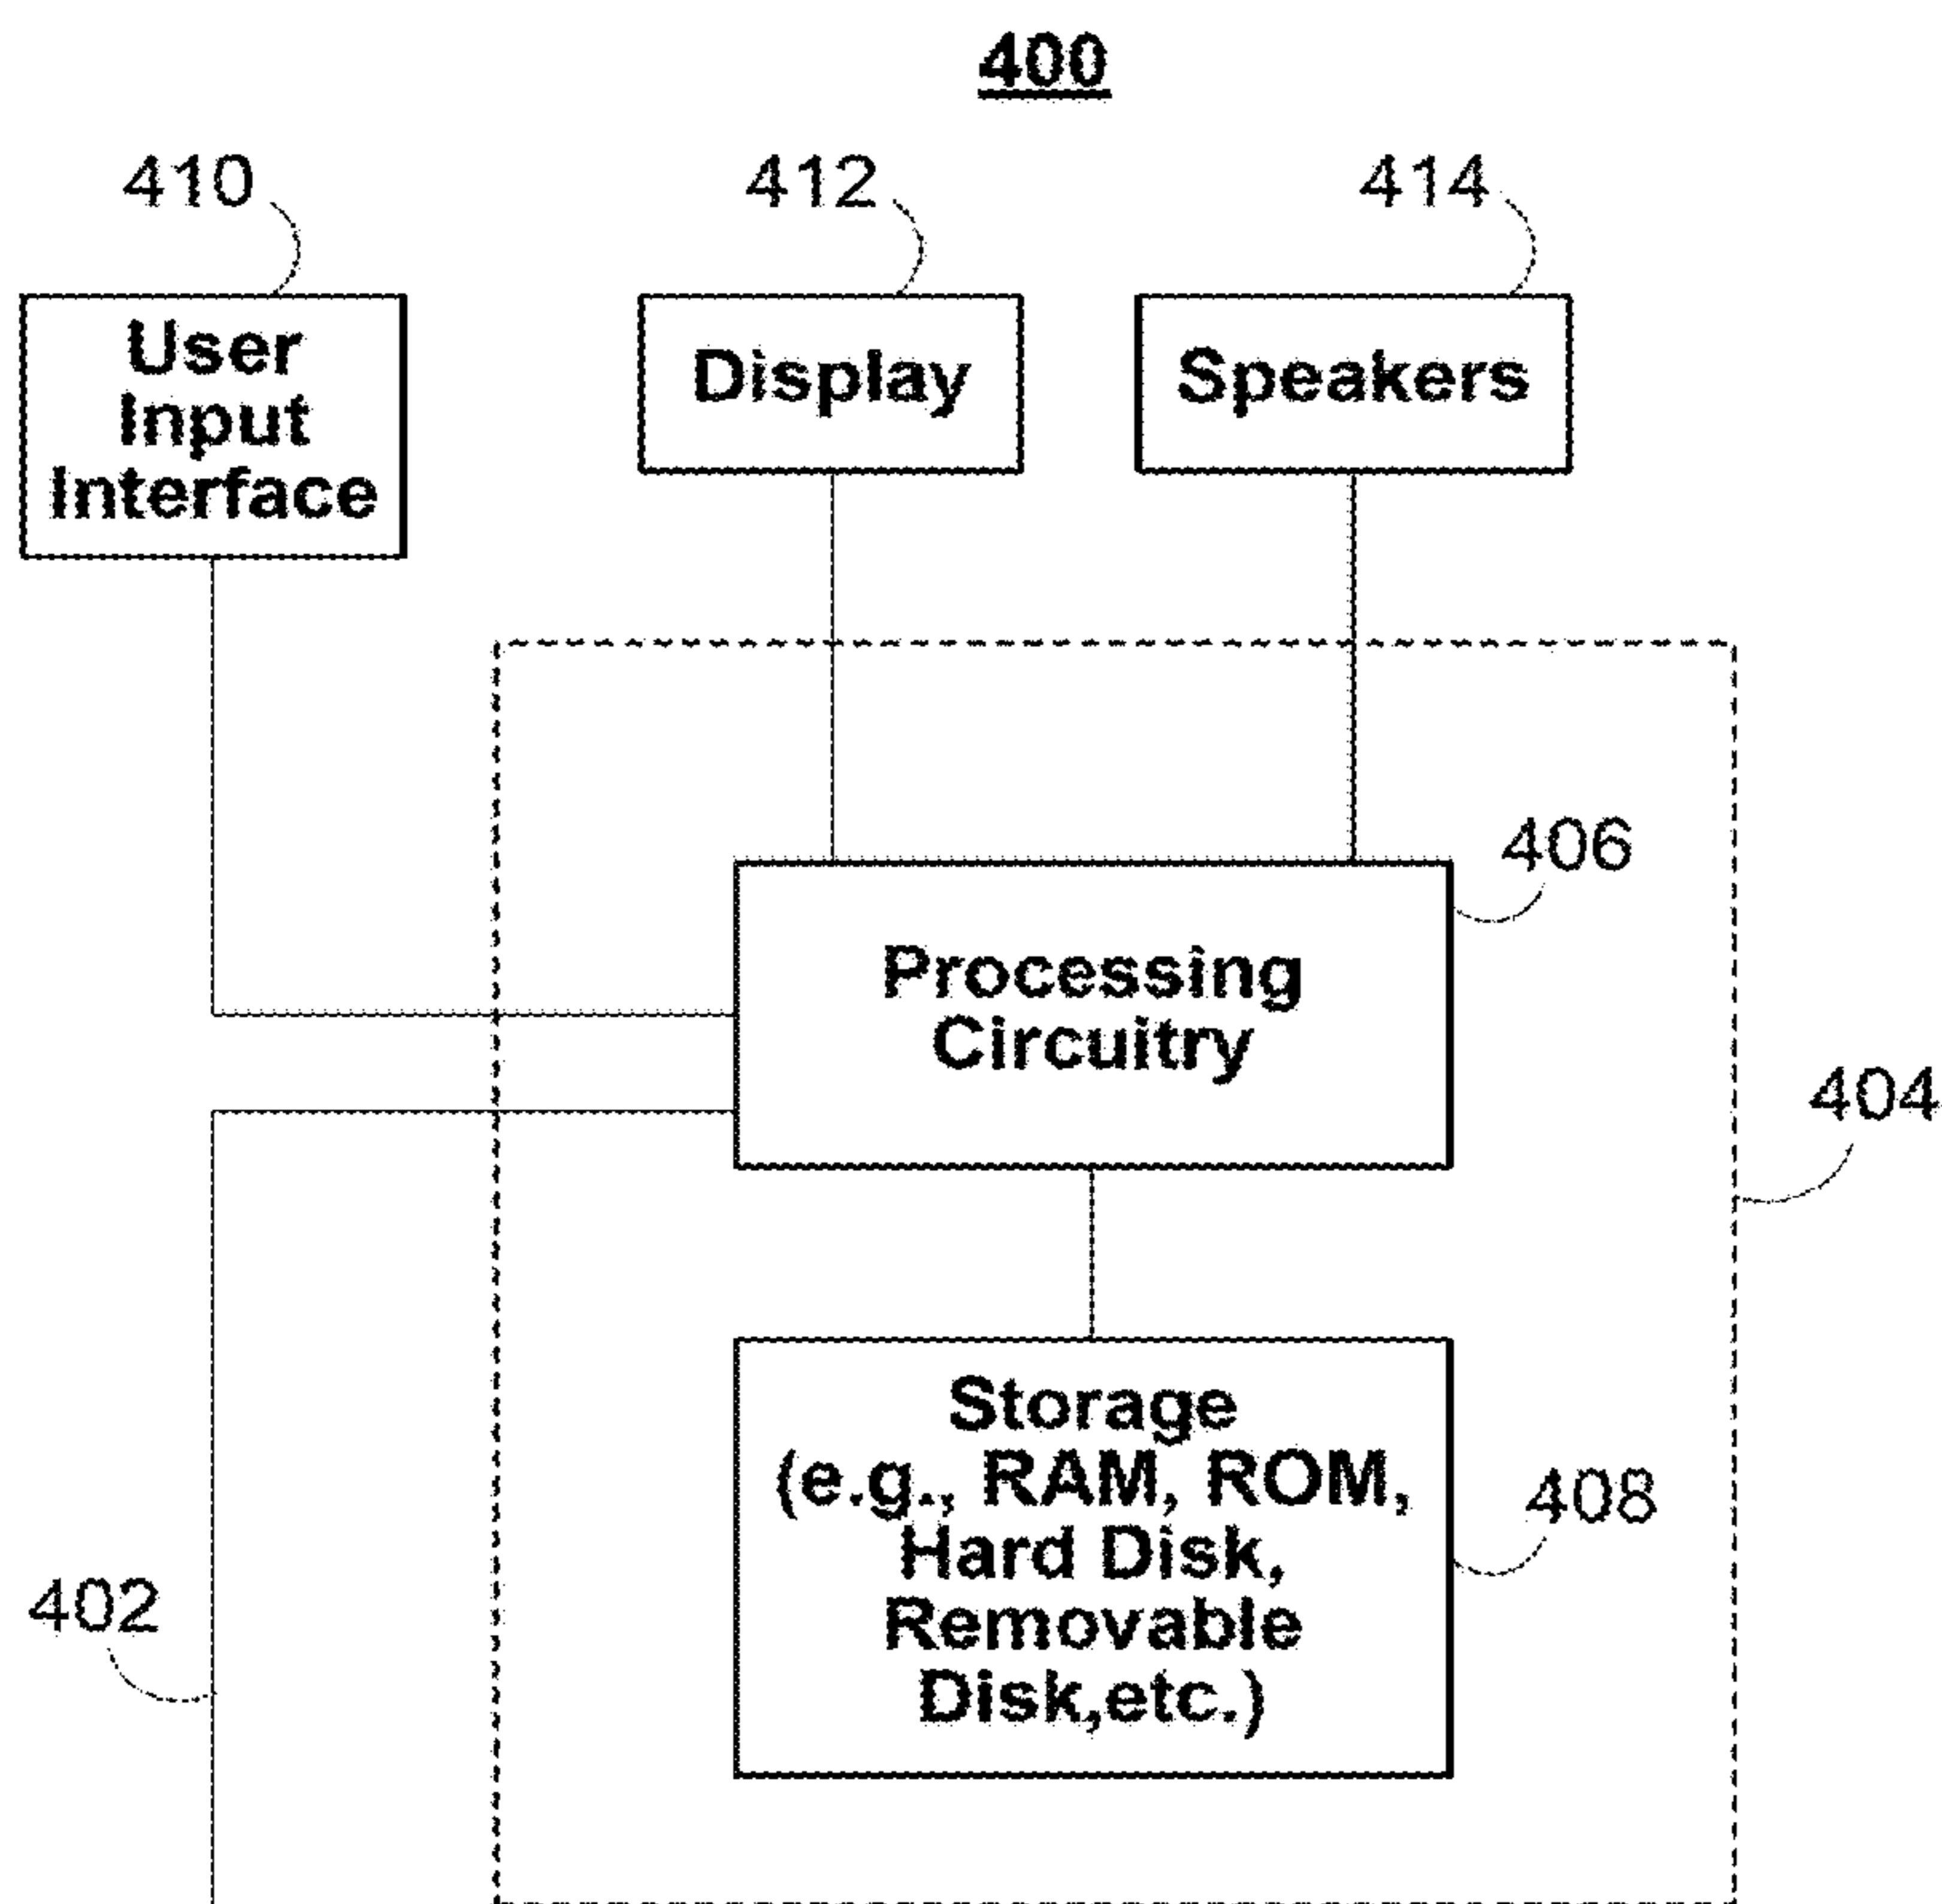 400
410
412
414
User
Input
Interface
Display
Speakers
406
Processing
Circuitry
404
Storage
(e.g., RAM, ROM,
Hard Disk,
Removable
Disk,etc.)
408
402